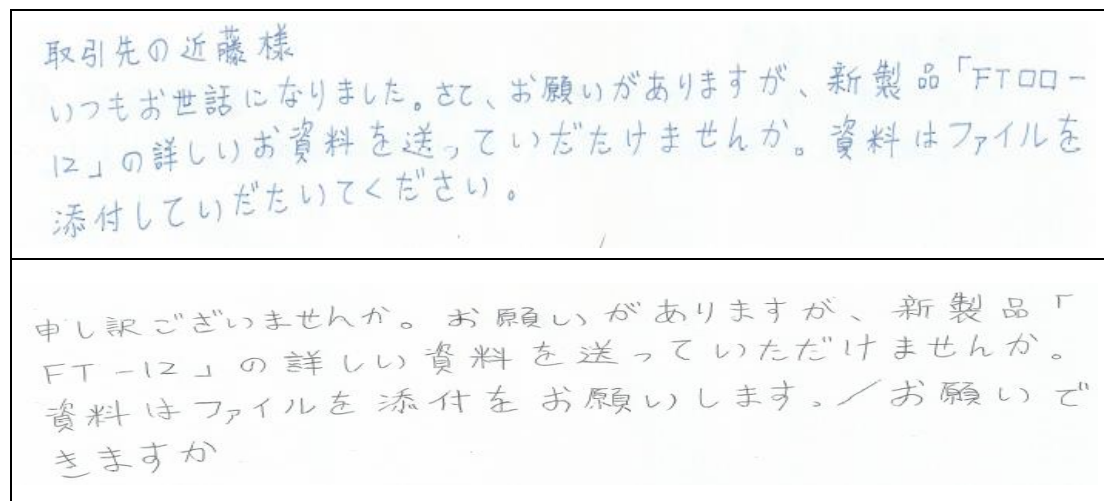 取引先の近藤様
いつもお世話になりました。さて、お願いがありますが、新製品「FTロロー
12」の詳しいお資料を送っていだたけませんか。資料はファイルを
添付していだたいてください。
申し訳ございませんか。お願いがありますが、新製品「
FT-12」の詳しい資料を送っていただけませんか。
資料はファイルを添付をお願いします。/お願いで
きますか